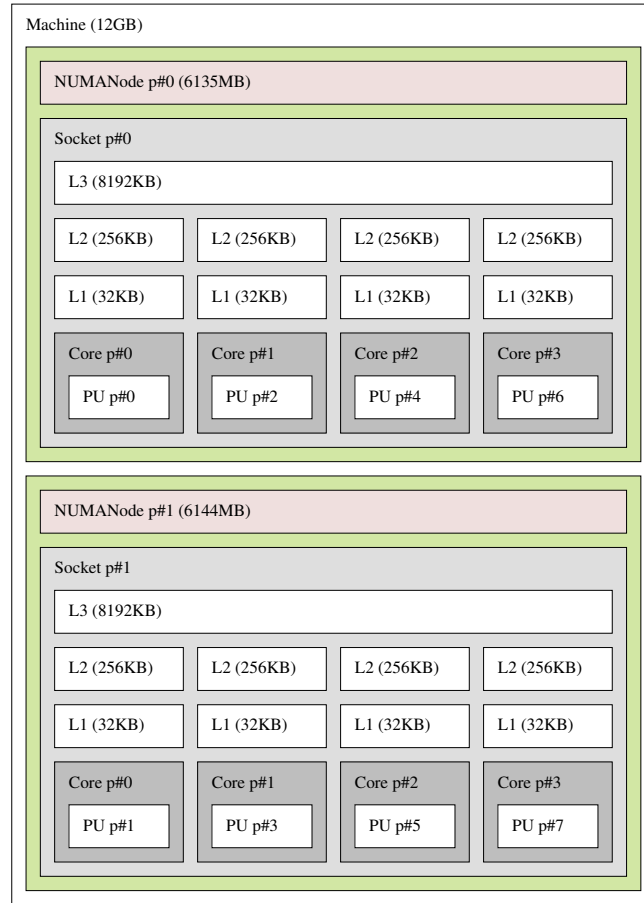 Machine (12GB)
NUMANode p#0 (6135MB)
Socket p#0
L3 (8192KB)
L2 (256KB) L2 (256KB) L2 (256KB) L2 (256KB)
L1 (32KB) L1 (32KB) L1 (32KB) L1 (32KB)
Core p#0 Core p#1 Core p#2 Core p#3
PU p#0 PU p#2 PU p#4 PU p#6
NUMANode p#1 (6144MB)
Socket p#1
L3 (8192KB)
L2 (256KB) L2 (256KB) L2 (256KB) L2 (256KB)
L1 (32KB) L1 (32KB) L1 (32KB) L1 (32KB)
Core p#0 Core p#1 Core p#2 Core p#3
PU p#1 PU p#3 PU p#5 PU p#7